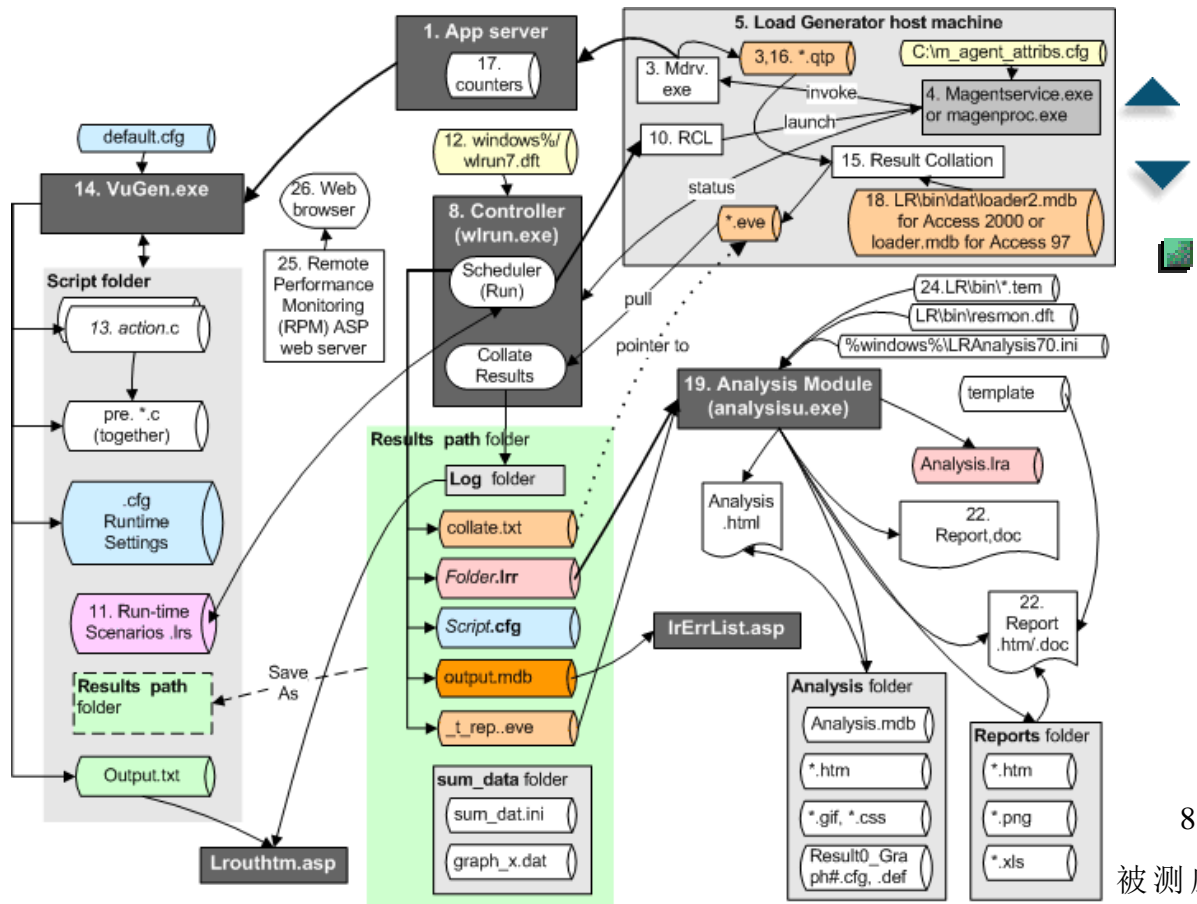 1. App server
17.
counters
5. Load Generator host machine
3. Mdrv.
exe
3,16. *.qtp
C:\m_agent_attribs.cfg
invoke
4. Magentservice.exe
or magenproc.exe
launch
10. RCL
15. Result Collation
status
18. LR\bin\dat\loader2.mdb
for Access 2000 or
loader.mdb for Access 97
*.eve
default.cfg
14. VuGen.exe
12. windows%/
wlrun7.dft
26. Web
browser
25. Remote
Performance
Monitoring
(RPM) ASP
web server
8. Controller
(wlrun.exe)
Scheduler
(Run)
Collate
Results
pull
pointer to
24.LR\bin\*.tem
LR\bin\resmon.dft
%windows%\LRAnalysis70.ini
19. Analysis Module
(analysisu.exe)
template
Script folder
13. action.c
pre. *.c
(together)
.cfg
Runtime
Settings
11. Run-time
Scenarios .lrs
Results path
folder
Output.txt
Save
As
Lrouthtm.asp
Results path folder
Log folder
collate.txt
Folder.lrr
Script.cfg
output.mdb
_t_rep..eve
sum_data folder
sum_dat.ini
graph_x.dat
lrErrList.asp
Analysis.lra
Analysis
.html
22.
Report,doc
22.
Report
.htm/.doc
Analysis folder
Analysis.mdb
*.htm
*.gif, *.css
Result0_Gra
ph#.cfg, .def
Reports folder
*.htm
*.png
*.xls
8
被测